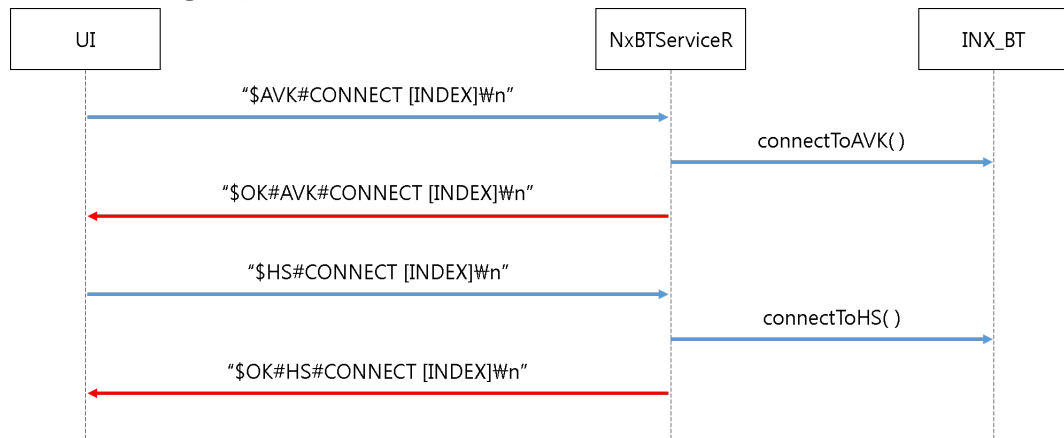 UI
NxBTServiceR
INX_BT
“$AVK#CONNECT [INDEX]₩n”
connectToAVK( )
“$OK#AVK#CONNECT [INDEX]₩n”
“$HS#CONNECT [INDEX]₩n”
connectToHS( )
“$OK#HS#CONNECT [INDEX]₩n”